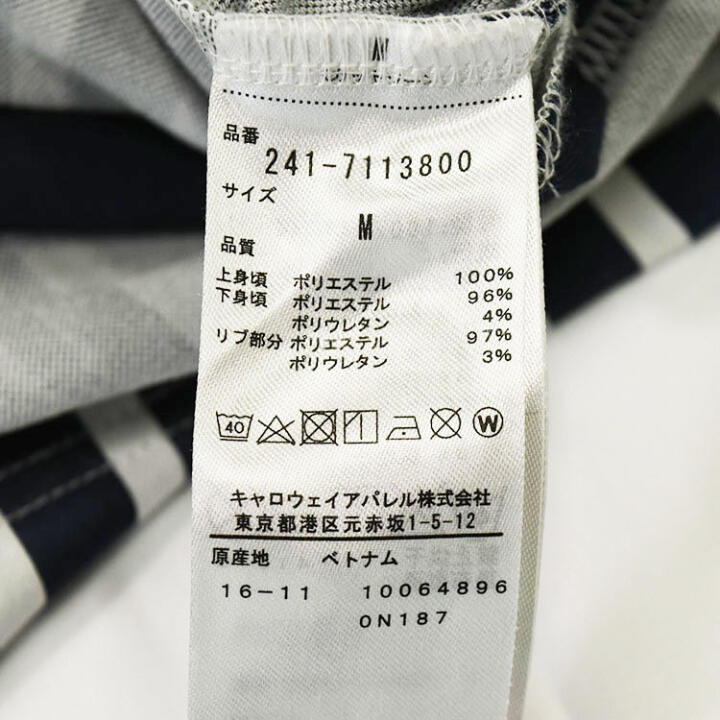 品番
241-7113800
サイズ
M
品質
上身頃 ポリエステル 100%
下身頃 ポリエステル 96%
ポリウレタン 4%
リブ部分 ポリエステル 97%
ポリウレタン 3%
40 W
キャロウェイアパレル株式会社
東京都港区元赤坂1-5-12
原産地 ベトナム
16-11 10064896
0N187